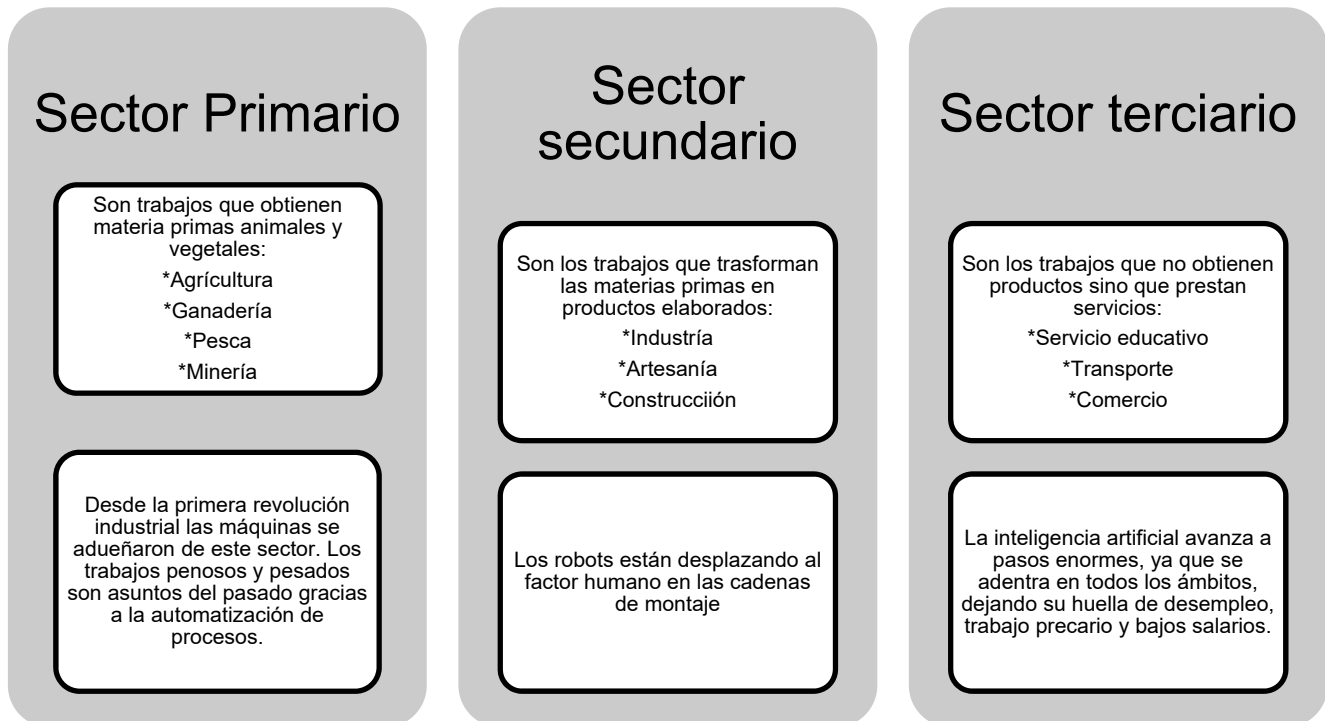 Sector Primario
Son trabajos que obtienen
materia primas animales y
vegetales:
*Agrícultura
*Ganadería
*Pesca
*Minería
Desde la primera revolución
industrial las máquinas se
adueñaron de este sector. Los
trabajos penosos y pesados
son asuntos del pasado gracias
a la automatización de
procesos.
Sector
secundario
Son los trabajos que trasforman
las materias primas en
productos elaborados:
*Industría
*Artesanía
*Construcciión
Los robots están desplazando al
factor humano en las cadenas
de montaje
Sector terciario
Son los trabajos que no obtienen
productos sino que prestan
servicios:
*Servicio educativo
*Transporte
*Comercio
La inteligencia artificial avanza a
pasos enormes, ya que se
adentra en todos los ámbitos,
dejando su huella de desempleo,
trabajo precario y bajos salarios.